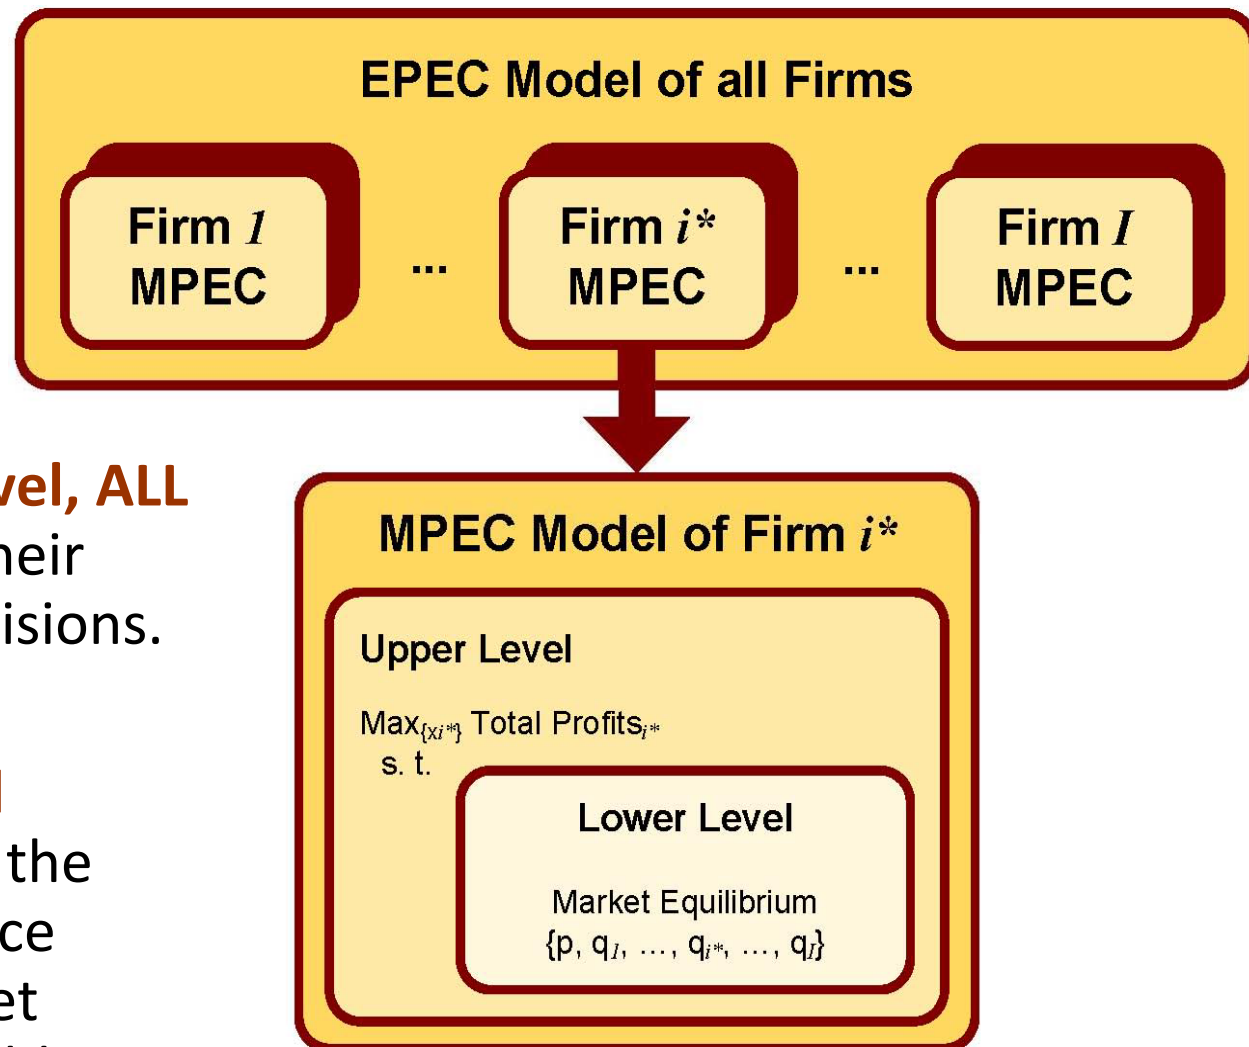 EPEC Model of all Firms
Firm 1
MPEC
...
Firm i*
MPEC
...
Firm I
MPEC
vel, ALL
heir
isions.
the
ce
et
MPEC Model of Firm i*
Upper Level
Max{xi*} Total Profitsi*
s. t.
Lower Level
Market Equilibrium
{p, q1, …, qi*, …, qI}